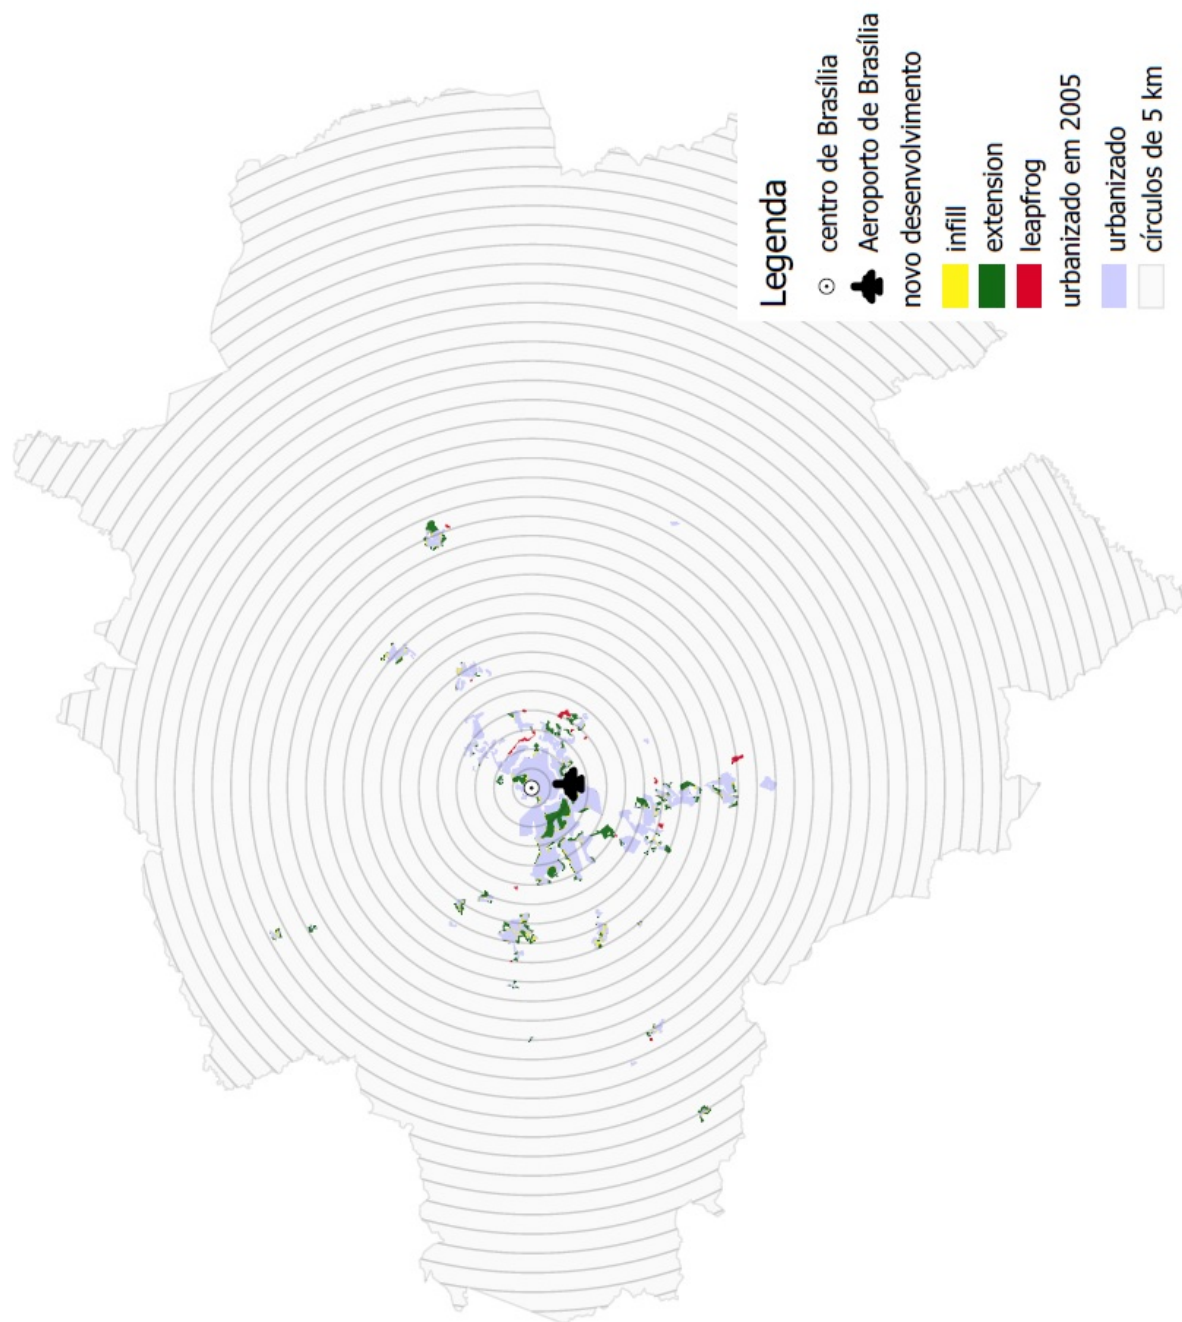 Legenda
centro de Brasília
Aeroporto de Brasília
novo desenvolvimento
infill
extension
leapfrog
urbanizado em 2005
urbanizado
círculos de 5 km